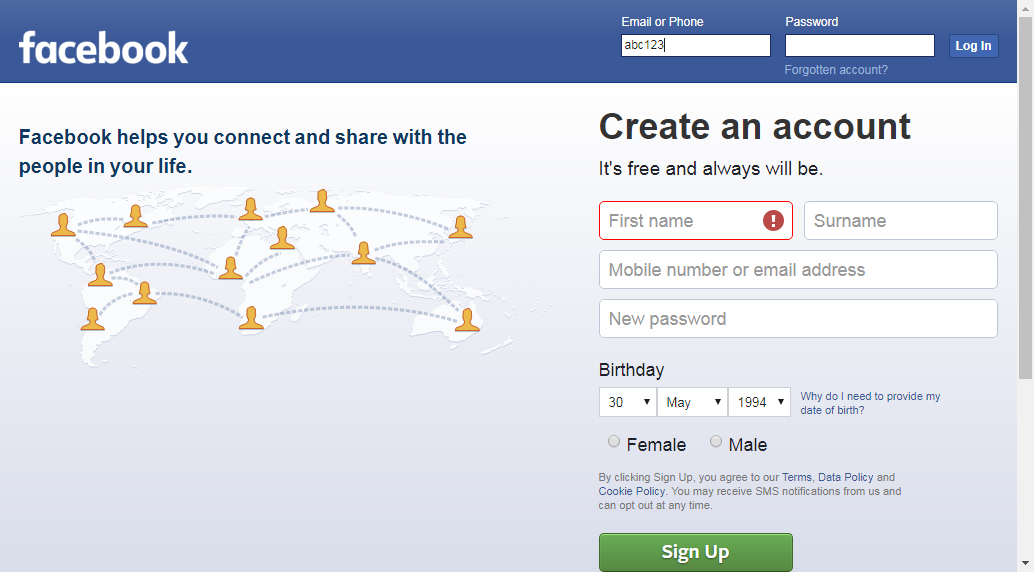 facebook
Email or Phone
Password
abc123
Log In
Forgotten account?
Facebook helps you connect and share with the
people in your life.
Create an account
It's free and always will be.
First name
Surname
Mobile number or email address
New password
Birthday
30 May 1994
Why do I need to provide my
date of birth?
Female Male
By clicking Sign Up, you agree to our Terms, Data Policy and
Cookie Policy. You may receive SMS notifications from us and
can opt out at any time.
Sign Up